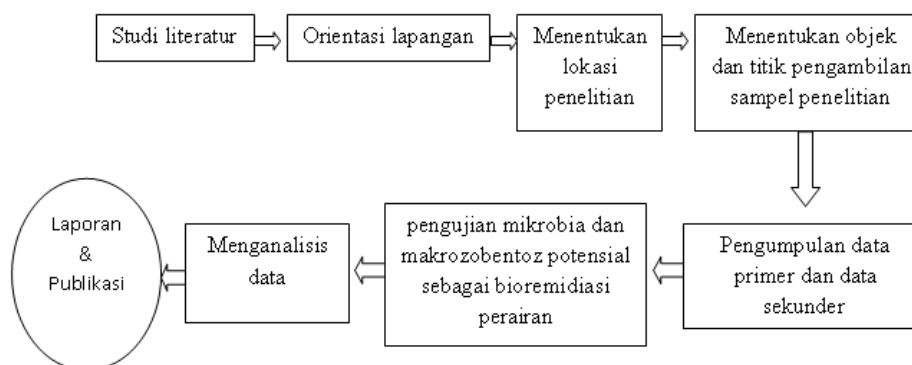 Studi literatur
Orientasi lapangan
Menentukan
lokasi
penelitian
Menentukan objek
dan titik pengambilan
sampel penelitian
Pengumpulan data
primer dan data
sekunder
pengujian mikrobia dan
makrozobentoz potensial
sebagai bioremidiasi
perairan
Menganalisis
data
Laporan
&
Publikasi